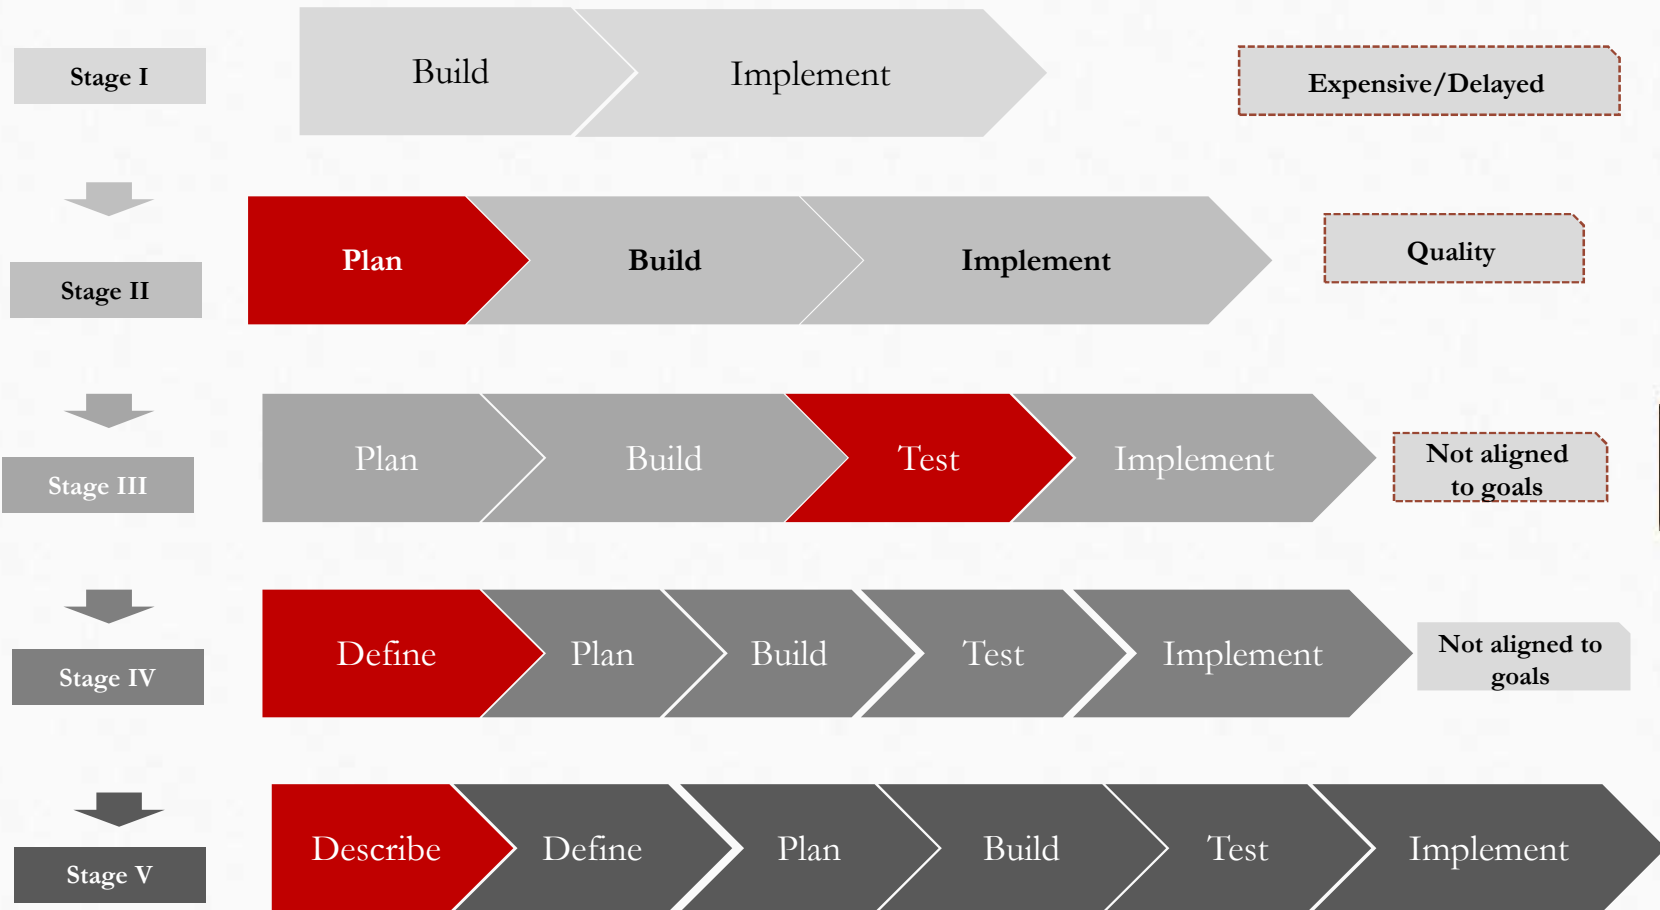 Stage I
Build
Implement
Expensive/Delayed
Stage II
Plan
Build
Implement
Quality
Stage III
Plan
Build
Test
Implement
Not aligned
to goals
Stage IV
Define
Plan
Build
Test
Implement
Not aligned to
goals
Stage V
Describe
Define
Plan
Build
Test
Implement